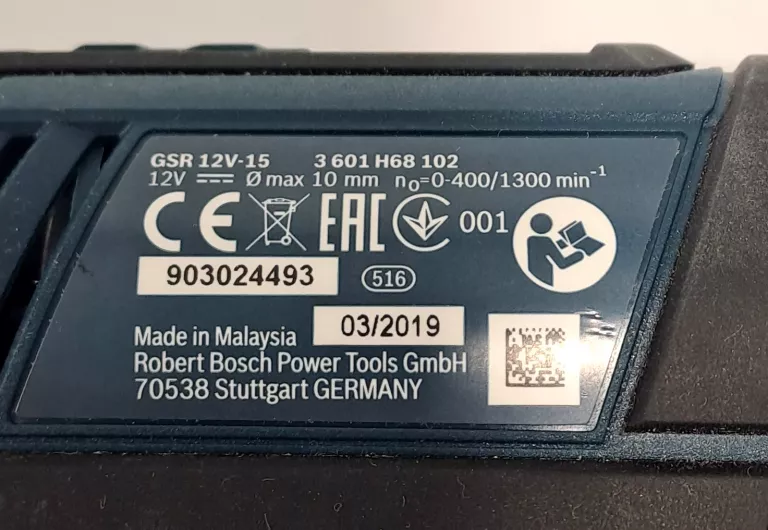 GSR 12V-15 3 601 H68 102
12V ⎓ Ø max 10 mm n₀=0-400/1300 min⁻¹
CE EAC 001
903024493 516
Made in Malaysia 03/2019
Robert Bosch Power Tools GmbH
70538 Stuttgart GERMANY